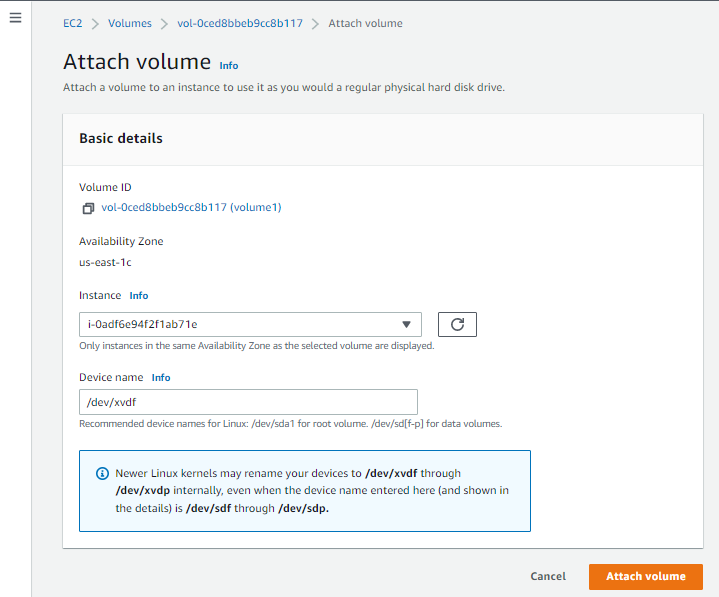 EC2 > Volumes > vol-0ced8bbeb9cc8b117 > Attach volume
Attach volume Info
Attach a volume to an instance to use it as you would a regular physical hard disk drive.
Basic details
Volume ID
vol-0ced8bbeb9cc8b117 (volume1)
Availability Zone
us-east-1c
Instance Info
i-0adf6e94f2f1ab71e
Only instances in the same Availability Zone as the selected volume are displayed.
Device name Info
/dev/xvdf
Recommended device names for Linux: /dev/sda1 for root volume. /dev/sd[f-p] for data volumes.
Newer Linux kernels may rename your devices to /dev/xvdf through
/dev/xvdp internally, even when the device name entered here (and shown in
the details) is /dev/sdf through /dev/sdp.
Cancel Attach volume